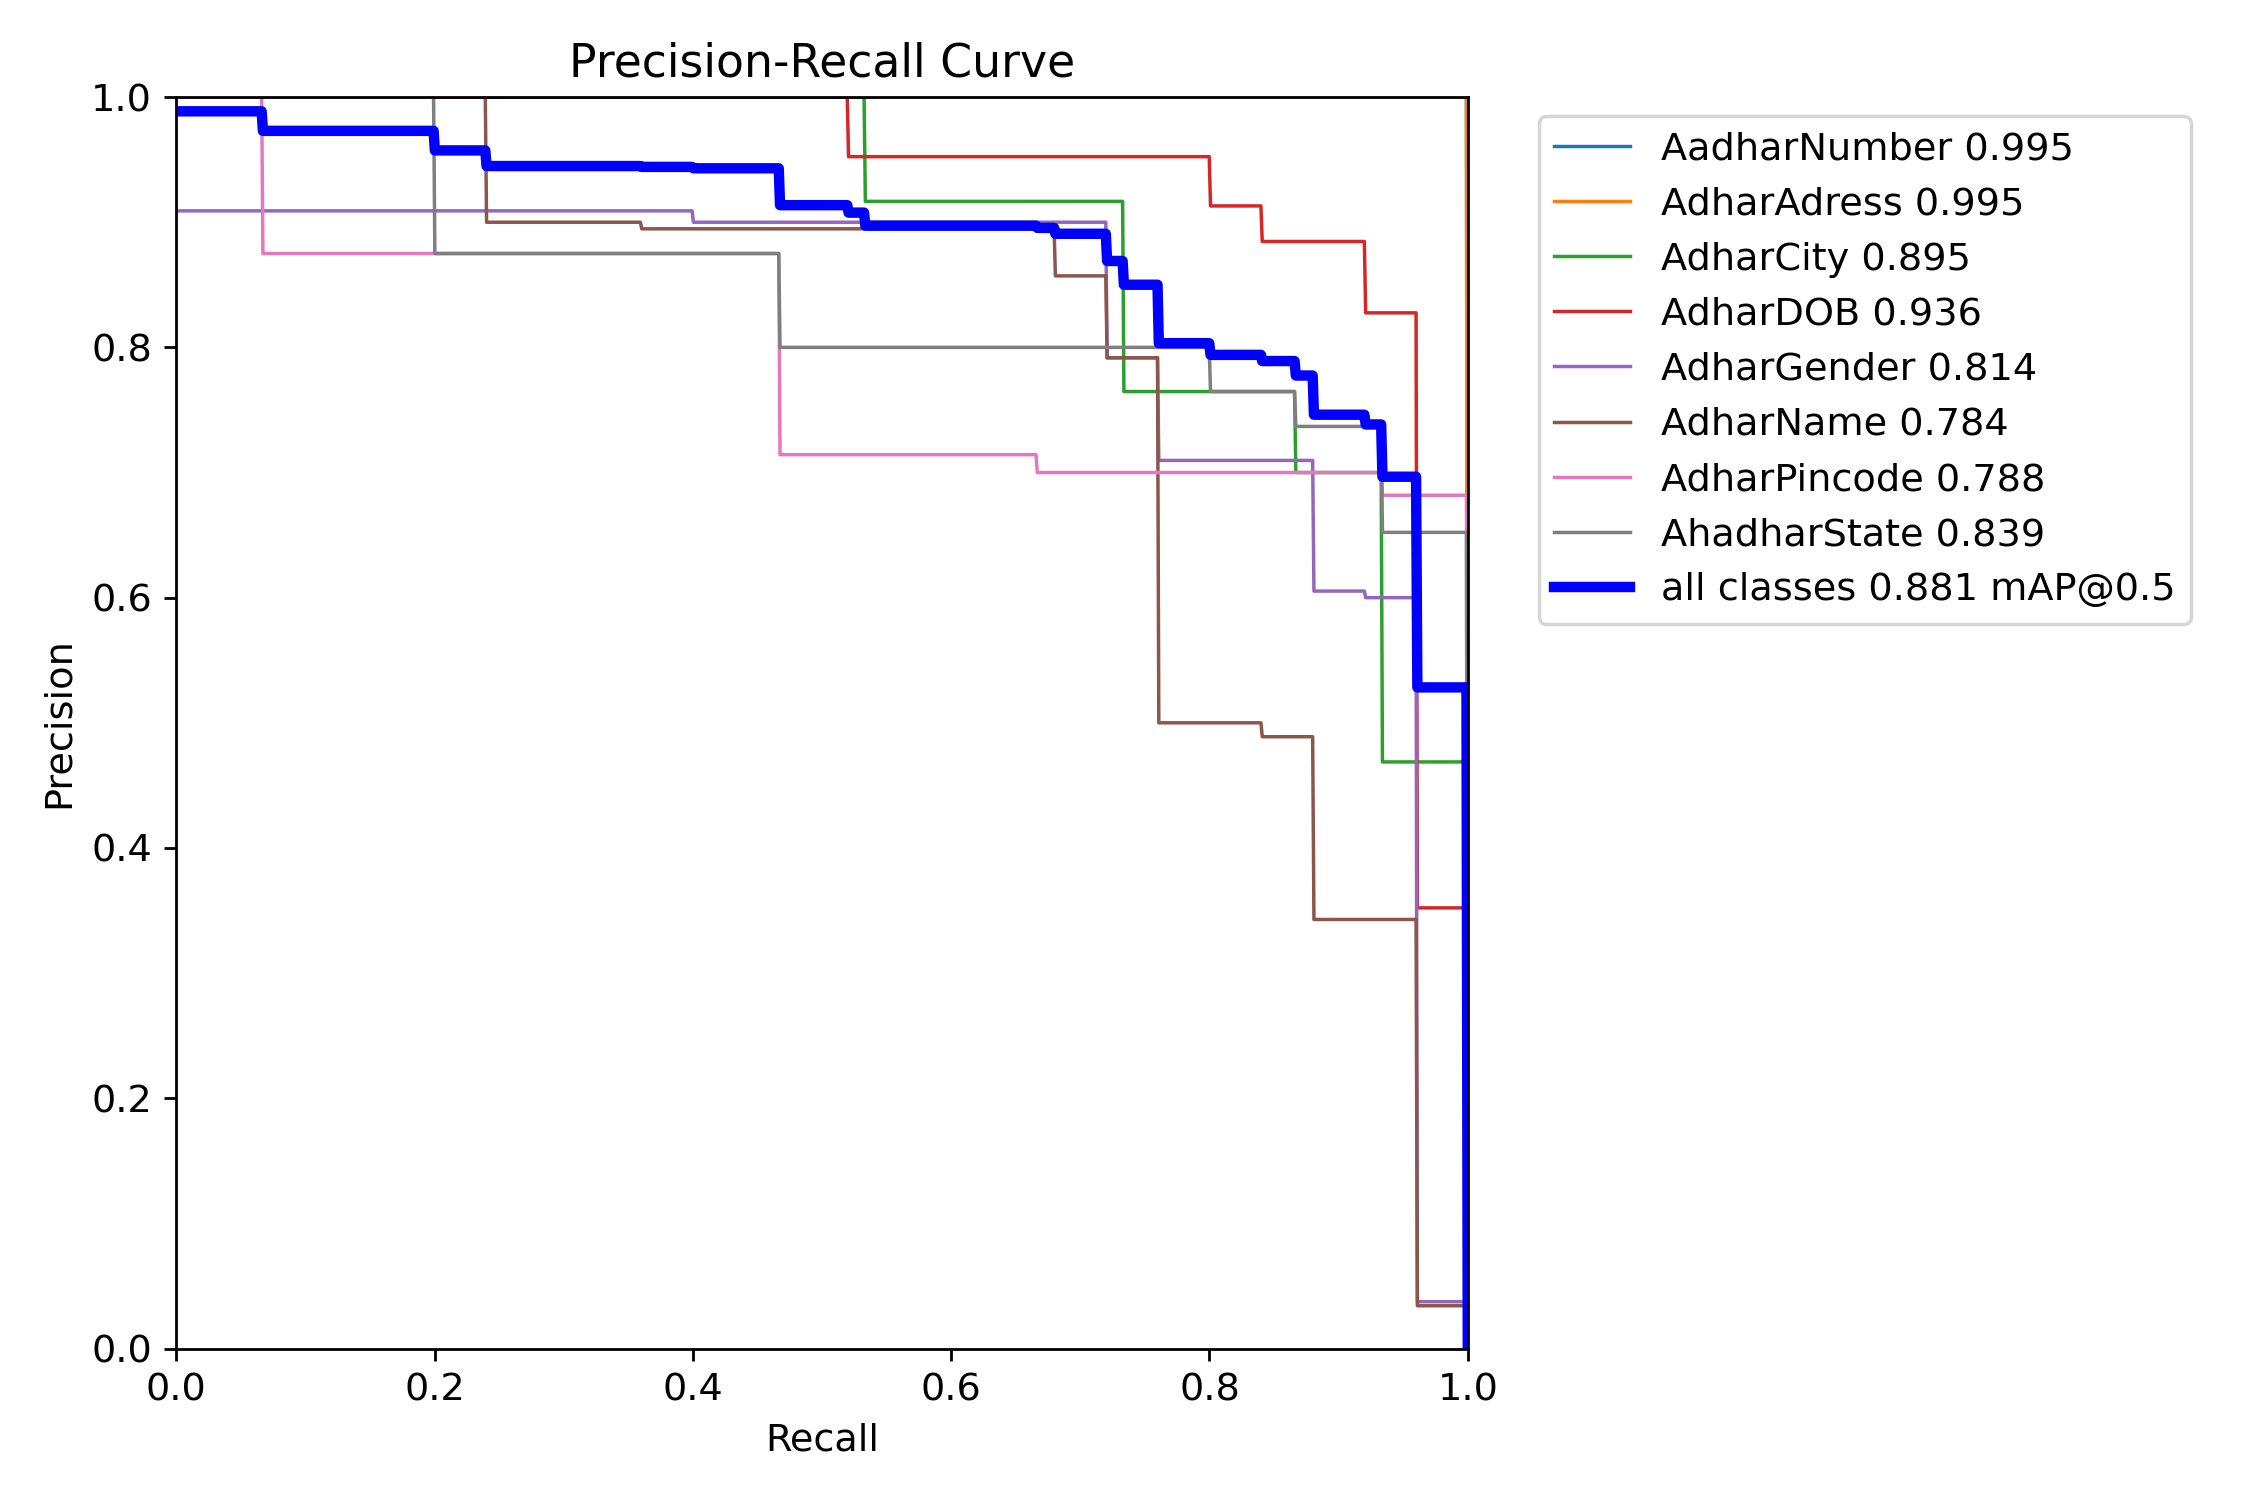 Precision-Recall Curve
1.0
0.8
0.6
0.4
0.2
0.0
Precision
0.0 0.2 0.4 0.6 0.8 1.0
Recall
AadharNumber 0.995
AdharAdress 0.995
AdharCity 0.895
AdharDOB 0.936
AdharGender 0.814
AdharName 0.784
AdharPincode 0.788
AhadharState 0.839
all classes 0.881 mAP@0.5